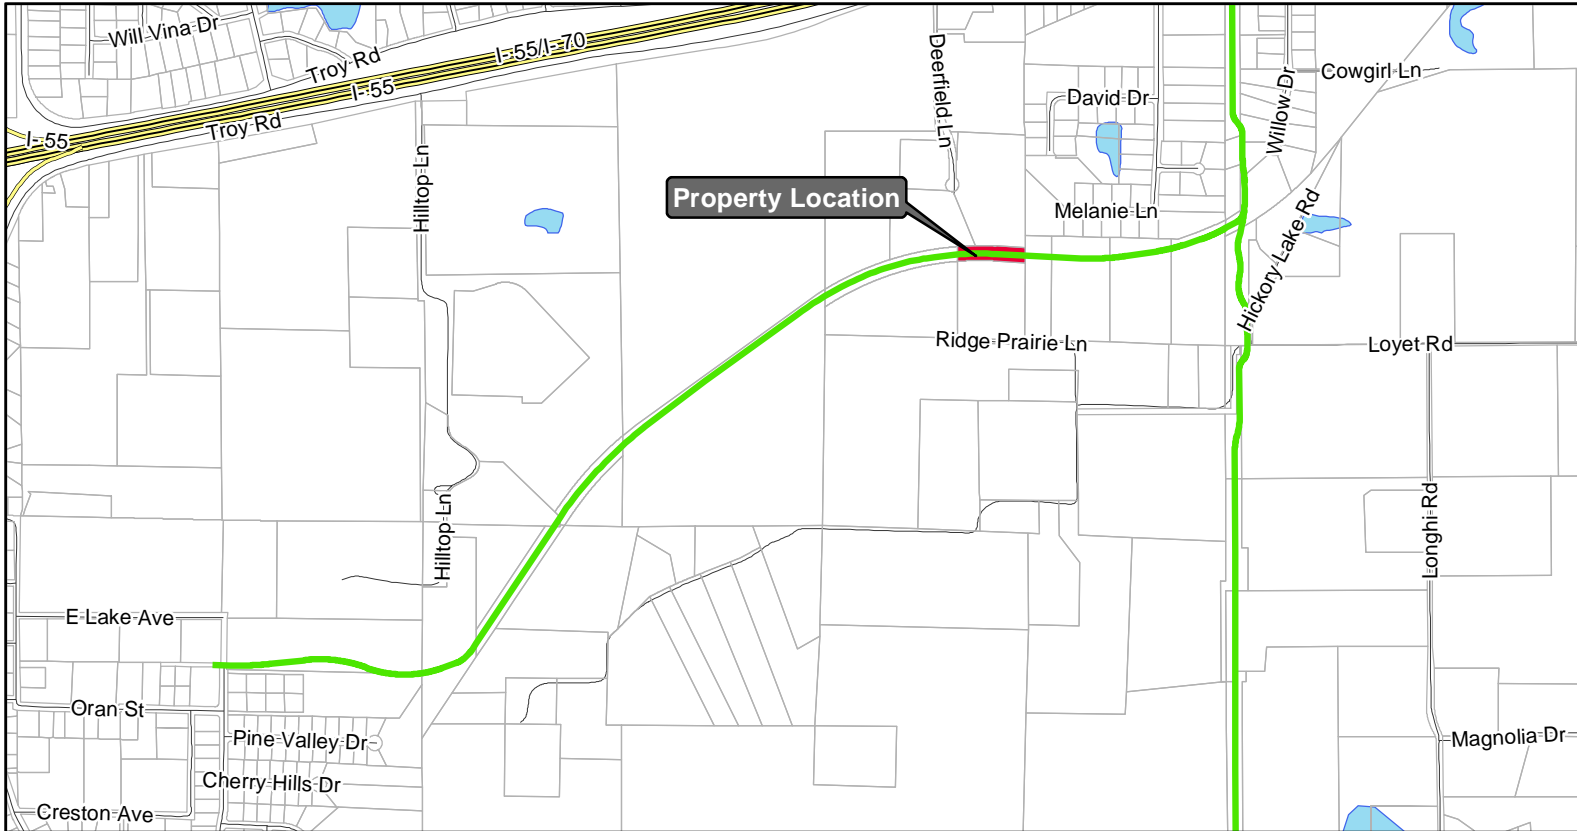 Will Vina Dr
Troy Rd
I-55/I-70
I-55
Troy Rd
I-55
Deerfield Ln
David Dr
Willow Dr
Cowgirl Ln
Hilltop Ln
Property Location
Melanie Ln
Hickory Lake Rd
Ridge Prairie Ln
Loyet Rd
Hilltop Ln
Longhi Rd
E Lake Ave
Oran St
Pine Valley Dr
Magnolia Dr
Cherry Hills Dr
Creston Ave